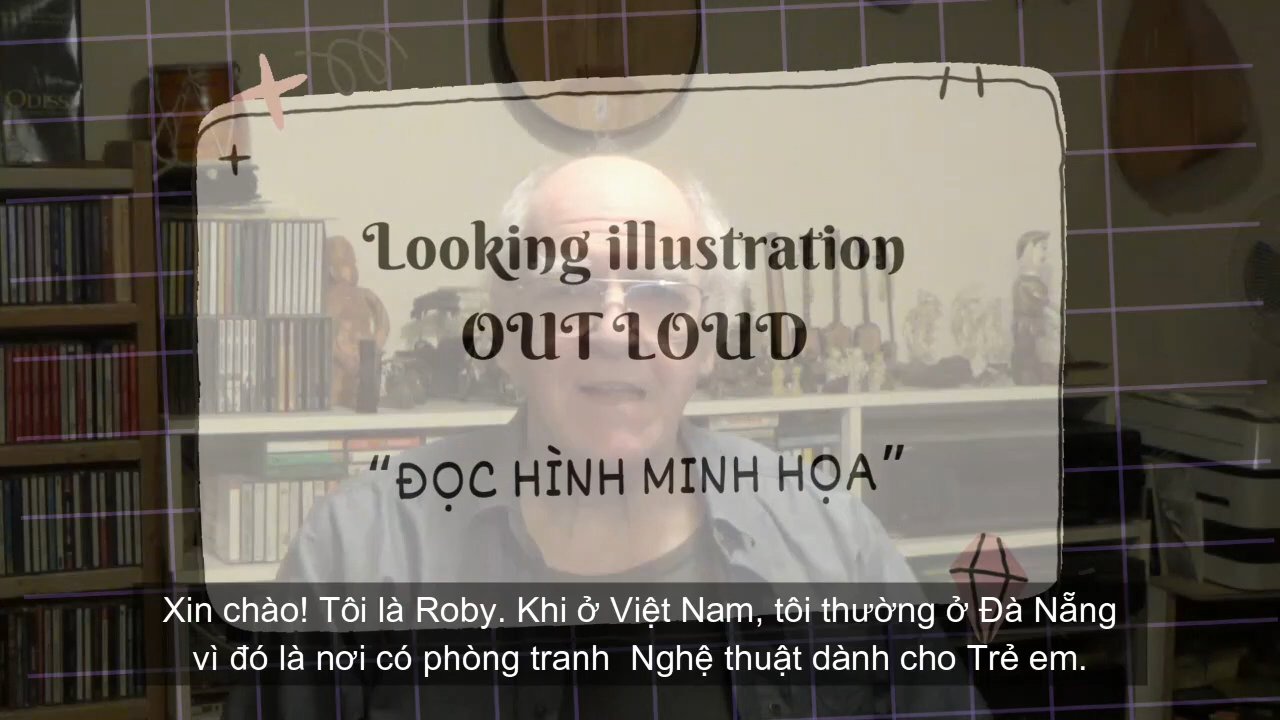 ODISS
Looking illustration
OUT LOUD
“ĐỌC HÌNH MINH HỌA”
Xin chào! Tôi là Roby. Khi ở Việt Nam, tôi thường ở Đà Nẵng
vì đó là nơi có phòng tranh Nghệ thuật dành cho Trẻ em.